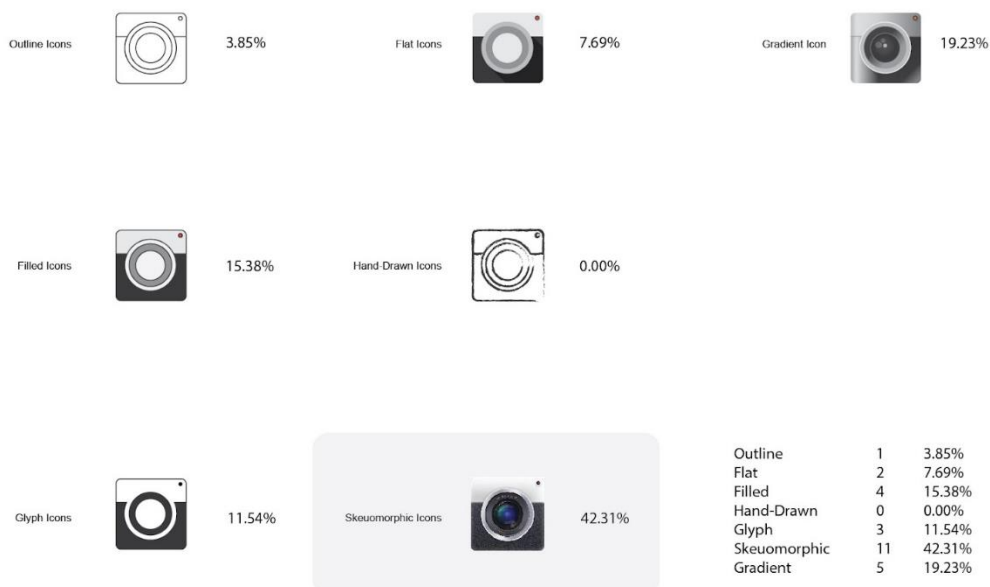 Outline Icons 3.85% Flat Icons 7.69% Gradient Icon 19.23%
Filled Icons 15.38% Hand-Drawn Icons 0.00%
Glyph Icons 11.54% Skeuomorphic Icons 42.31%
Outline 1 3.85%
Flat 2 7.69%
Filled 4 15.38%
Hand-Drawn 0 0.00%
Glyph 3 11.54%
Skeuomorphic 11 42.31%
Gradient 5 19.23%